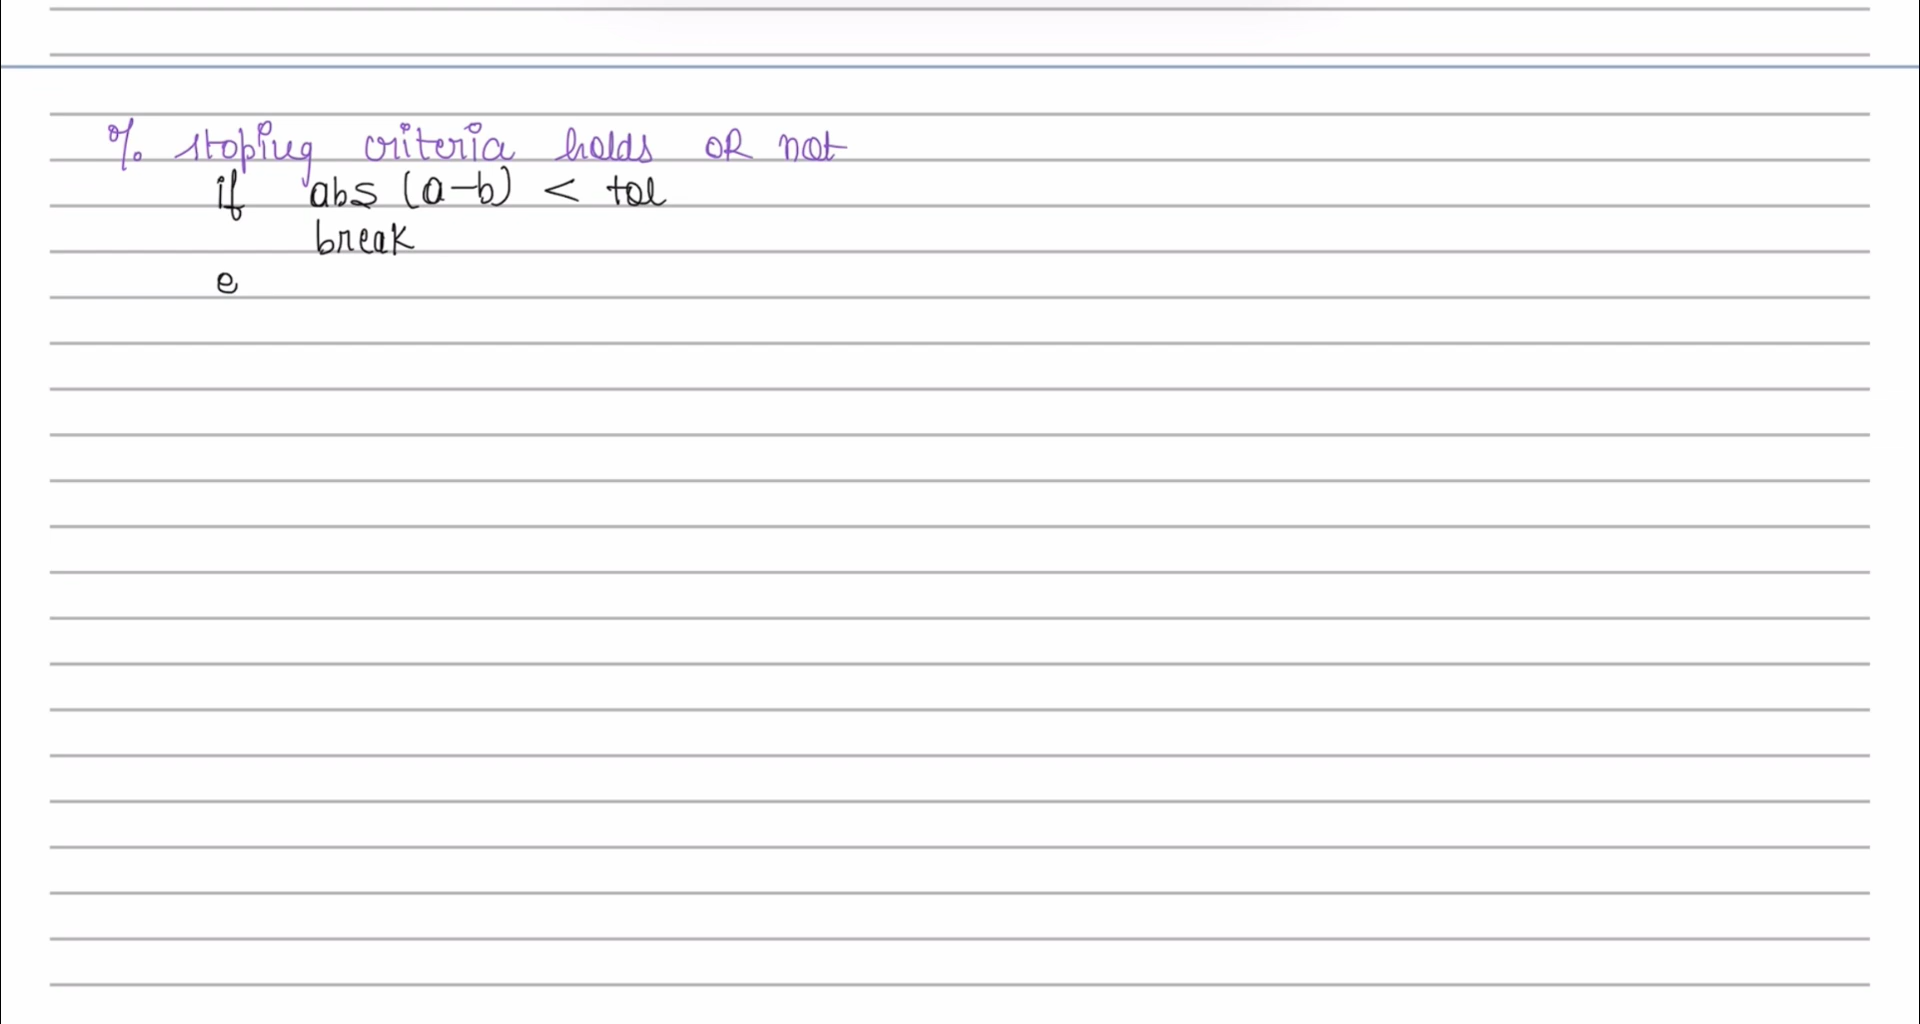 % stoping criteria holds OR not
if abs (a-b) < tol
break
e